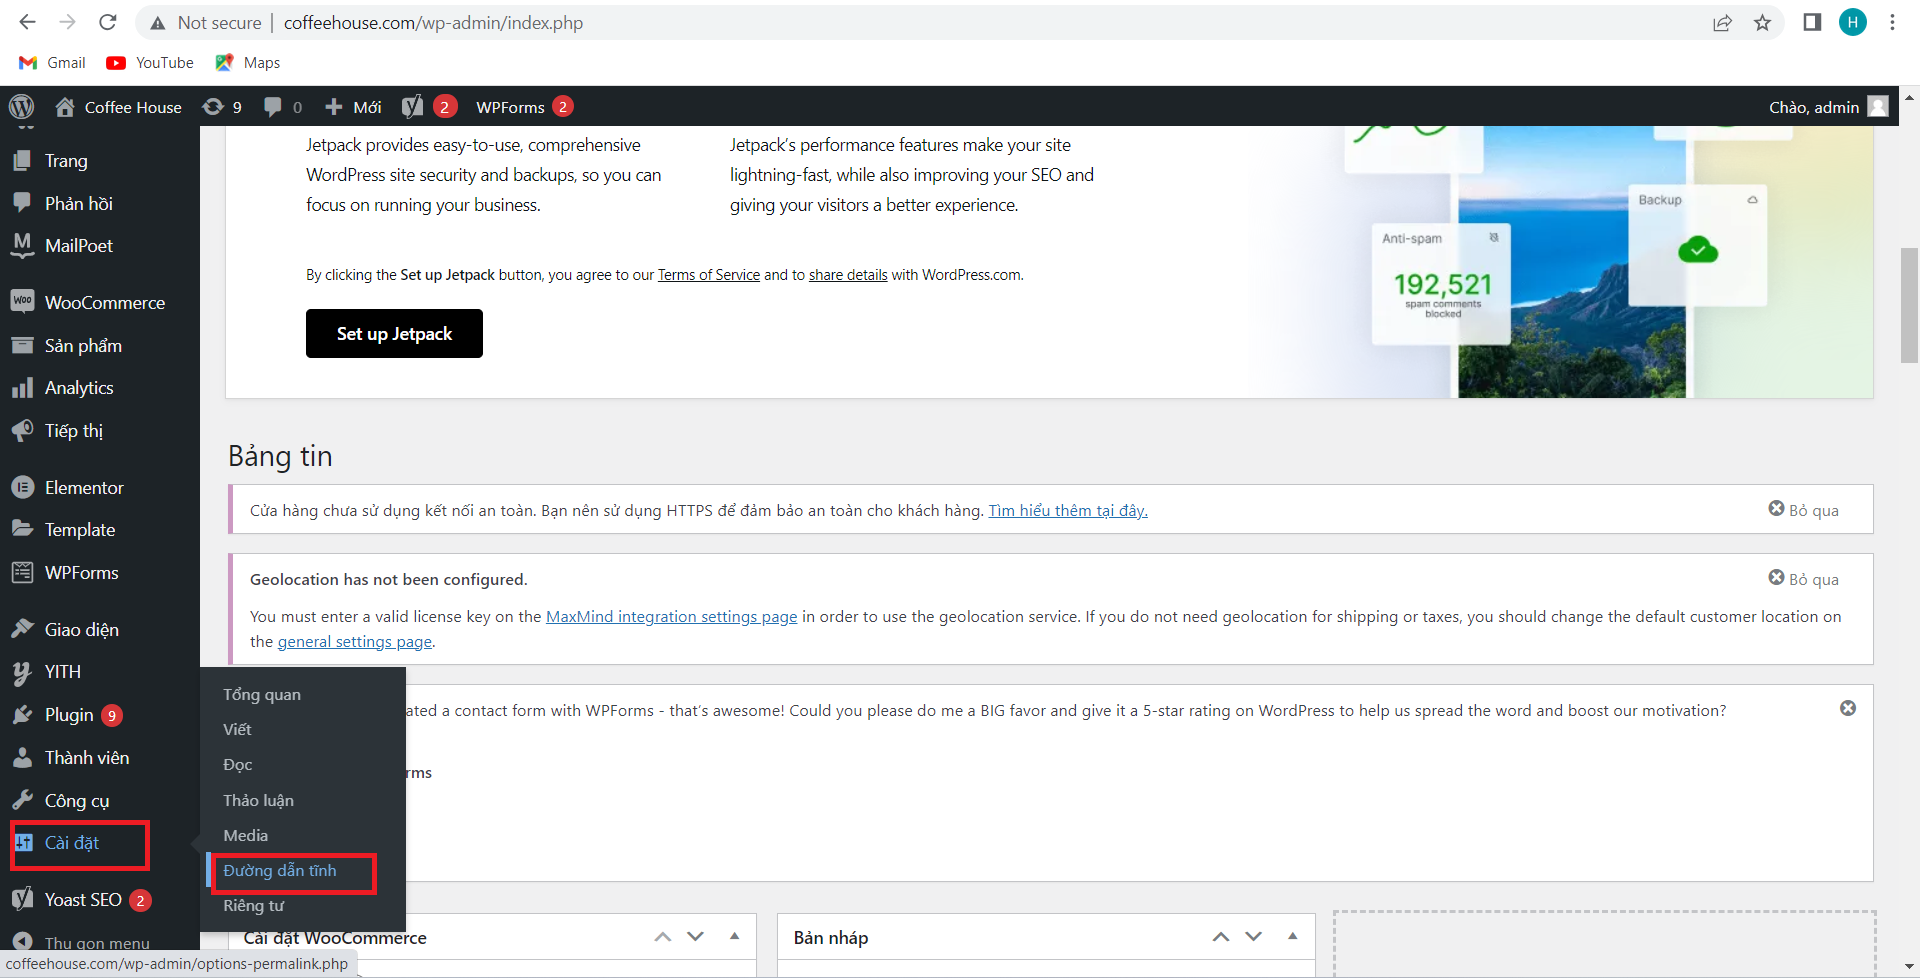 Not secure | coffeehouse.com/wp-admin/index.php
H
Gmail YouTube Maps
Coffee House 9 0 Mới 2 WPForms 2 Chào, admin
Trang
Phản hồi
MailPoet
WooCommerce
Sản phẩm
Analytics
Tiếp thị
Elementor
Template
WPForms
Giao diện
YITH
Plugin 9
Thành viên
Công cụ
Cài đặt
Yoast SEO 2
Thu gọn menu
Tổng quan
Viết
Đọc
Thảo luận
Media
Đường dẫn tĩnh
Riêng tư
Jetpack provides easy-to-use, comprehensive
WordPress site security and backups, so you can
focus on running your business.
Jetpack's performance features make your site
lightning-fast, while also improving your SEO and
giving your visitors a better experience.
By clicking the Set up Jetpack button, you agree to our Terms of Service and to share details with WordPress.com.
Set up Jetpack
Anti-spam
192,521
spam comments
blocked
Backup
Bảng tin
Cửa hàng chưa sử dụng kết nối an toàn. Bạn nên sử dụng HTTPS để đảm bảo an toàn cho khách hàng. Tìm hiểu thêm tại đây.
Bỏ qua
Geolocation has not been configured.
Bỏ qua
You must enter a valid license key on the MaxMind integration settings page in order to use the geolocation service. If you do not need geolocation for shipping or taxes, you should change the default customer location on
the general settings page.
ated a contact form with WPForms - that's awesome! Could you please do me a BIG favor and give it a 5-star rating on WordPress to help us spread the word and boost our motivation?
rms
Cài đặt WooCommerce
Bản nháp
coffeehouse.com/wp-admin/options-permalink.php